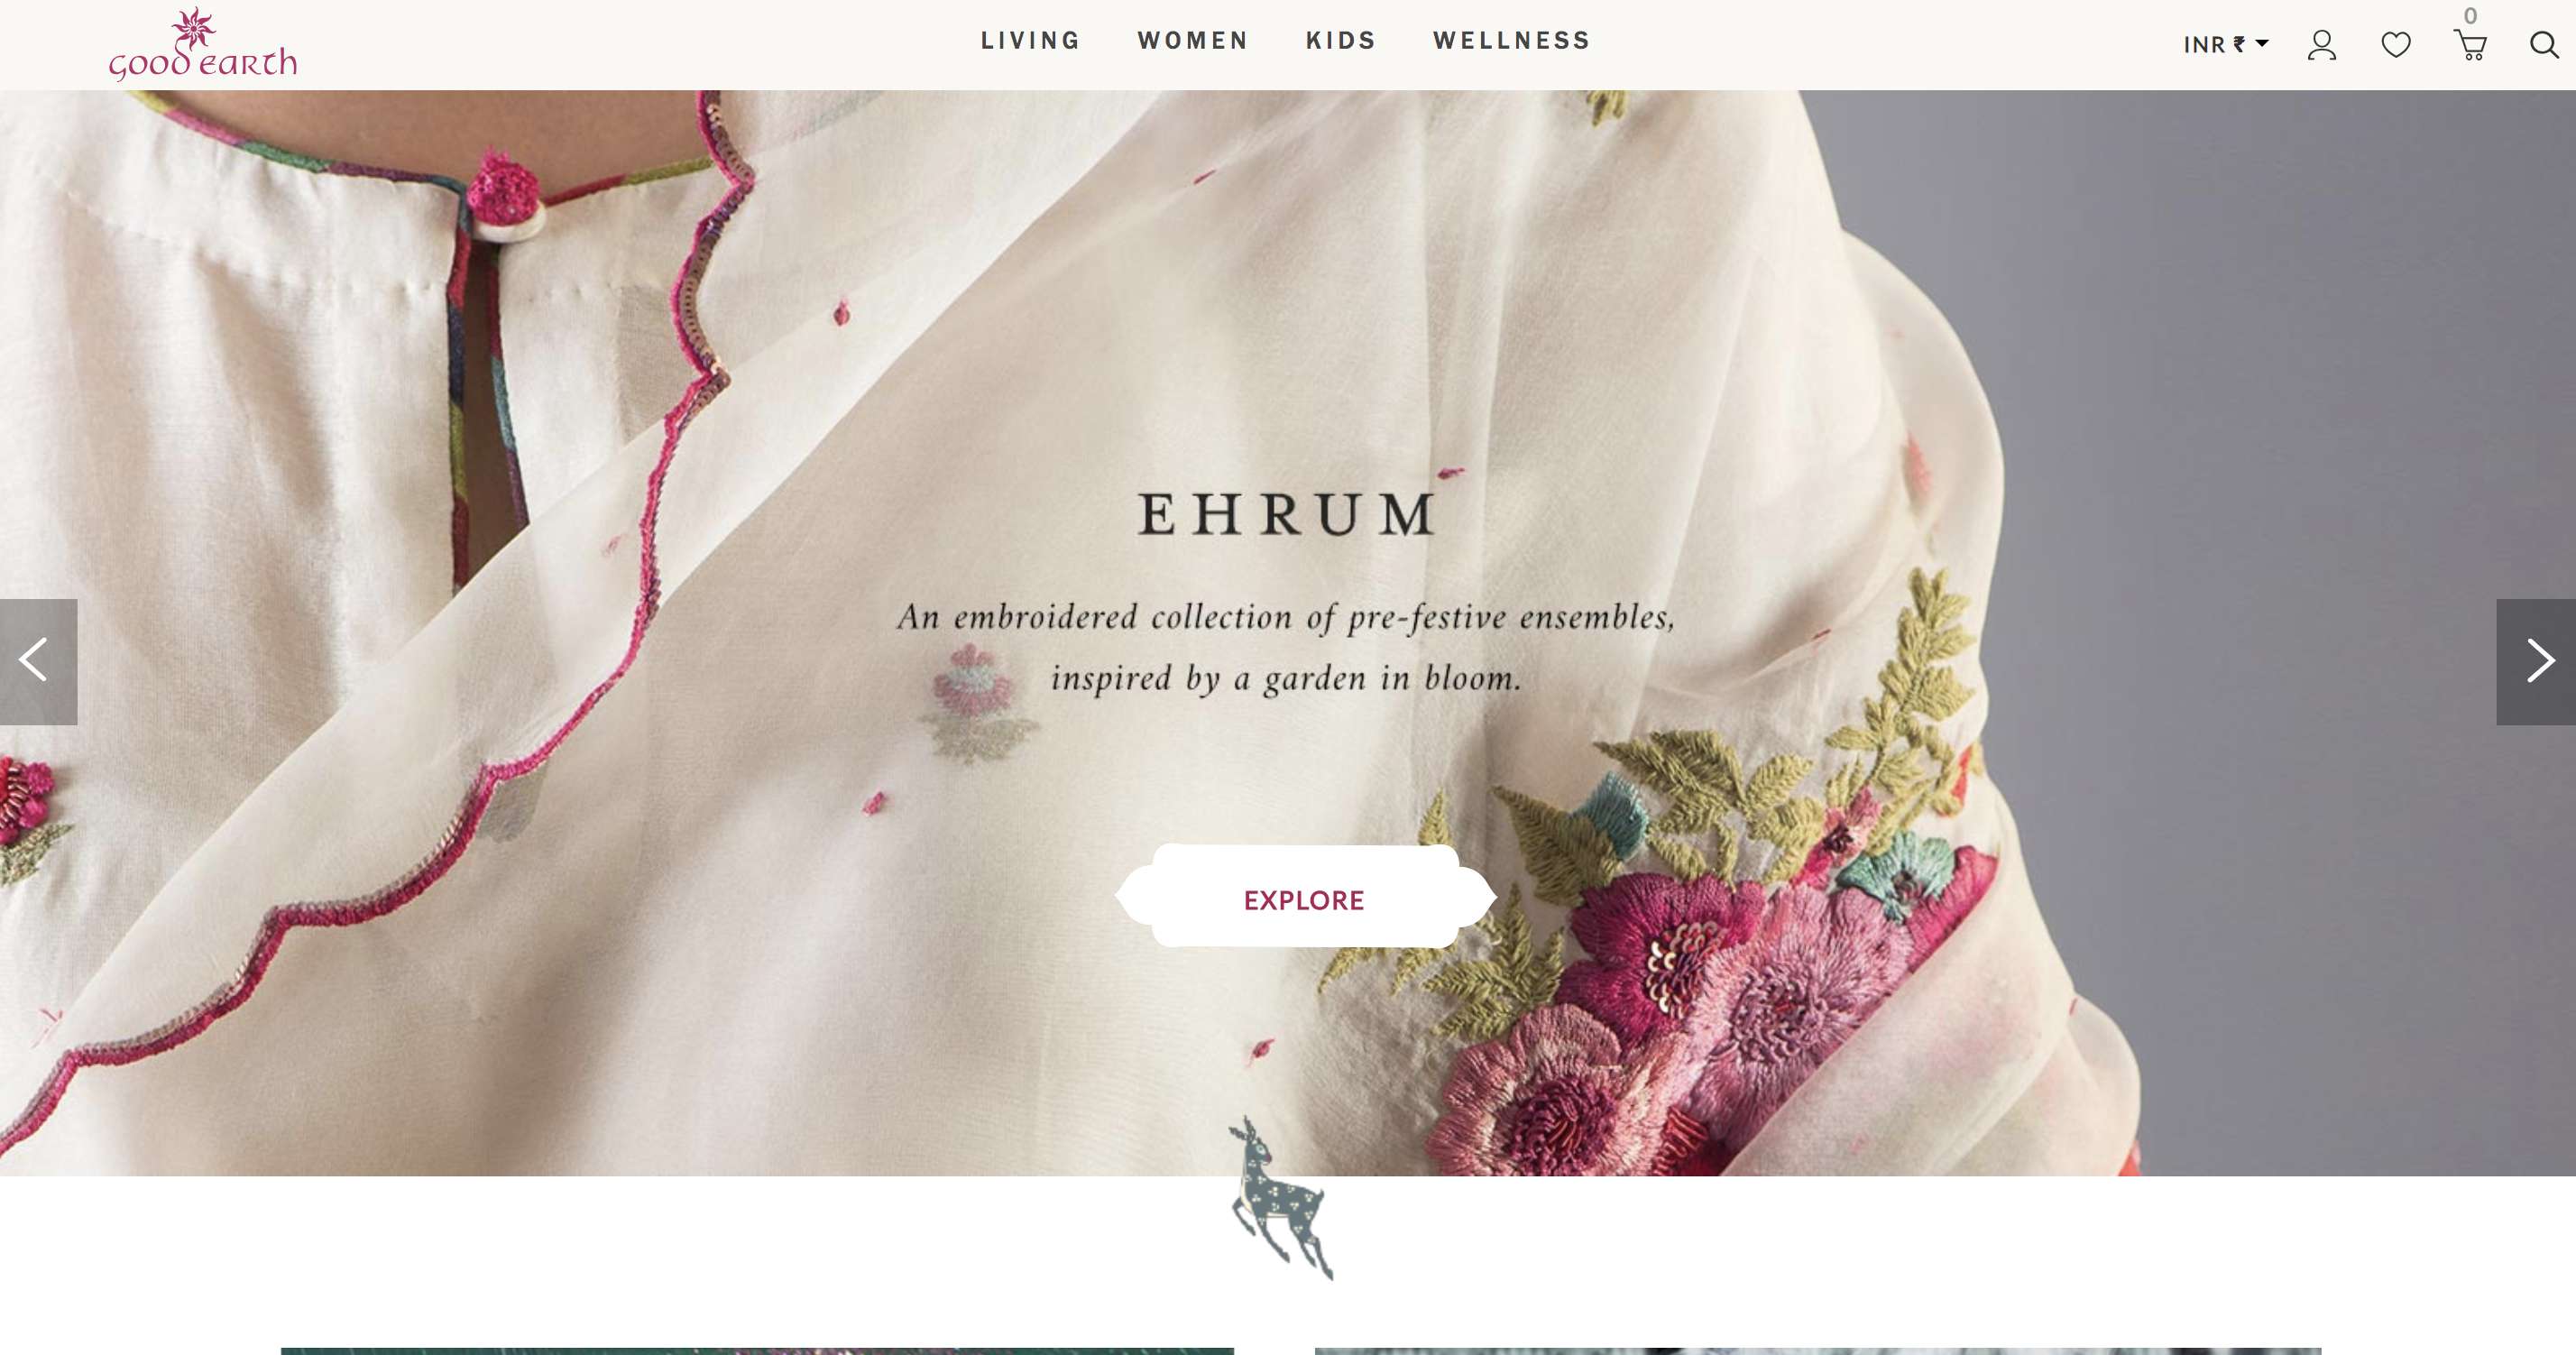 good earth
LIVING WOMEN KIDS WELLNESS
INR ₹
0
EHRUM
An embroidered collection of pre-festive ensembles,
inspired by a garden in bloom.
EXPLORE